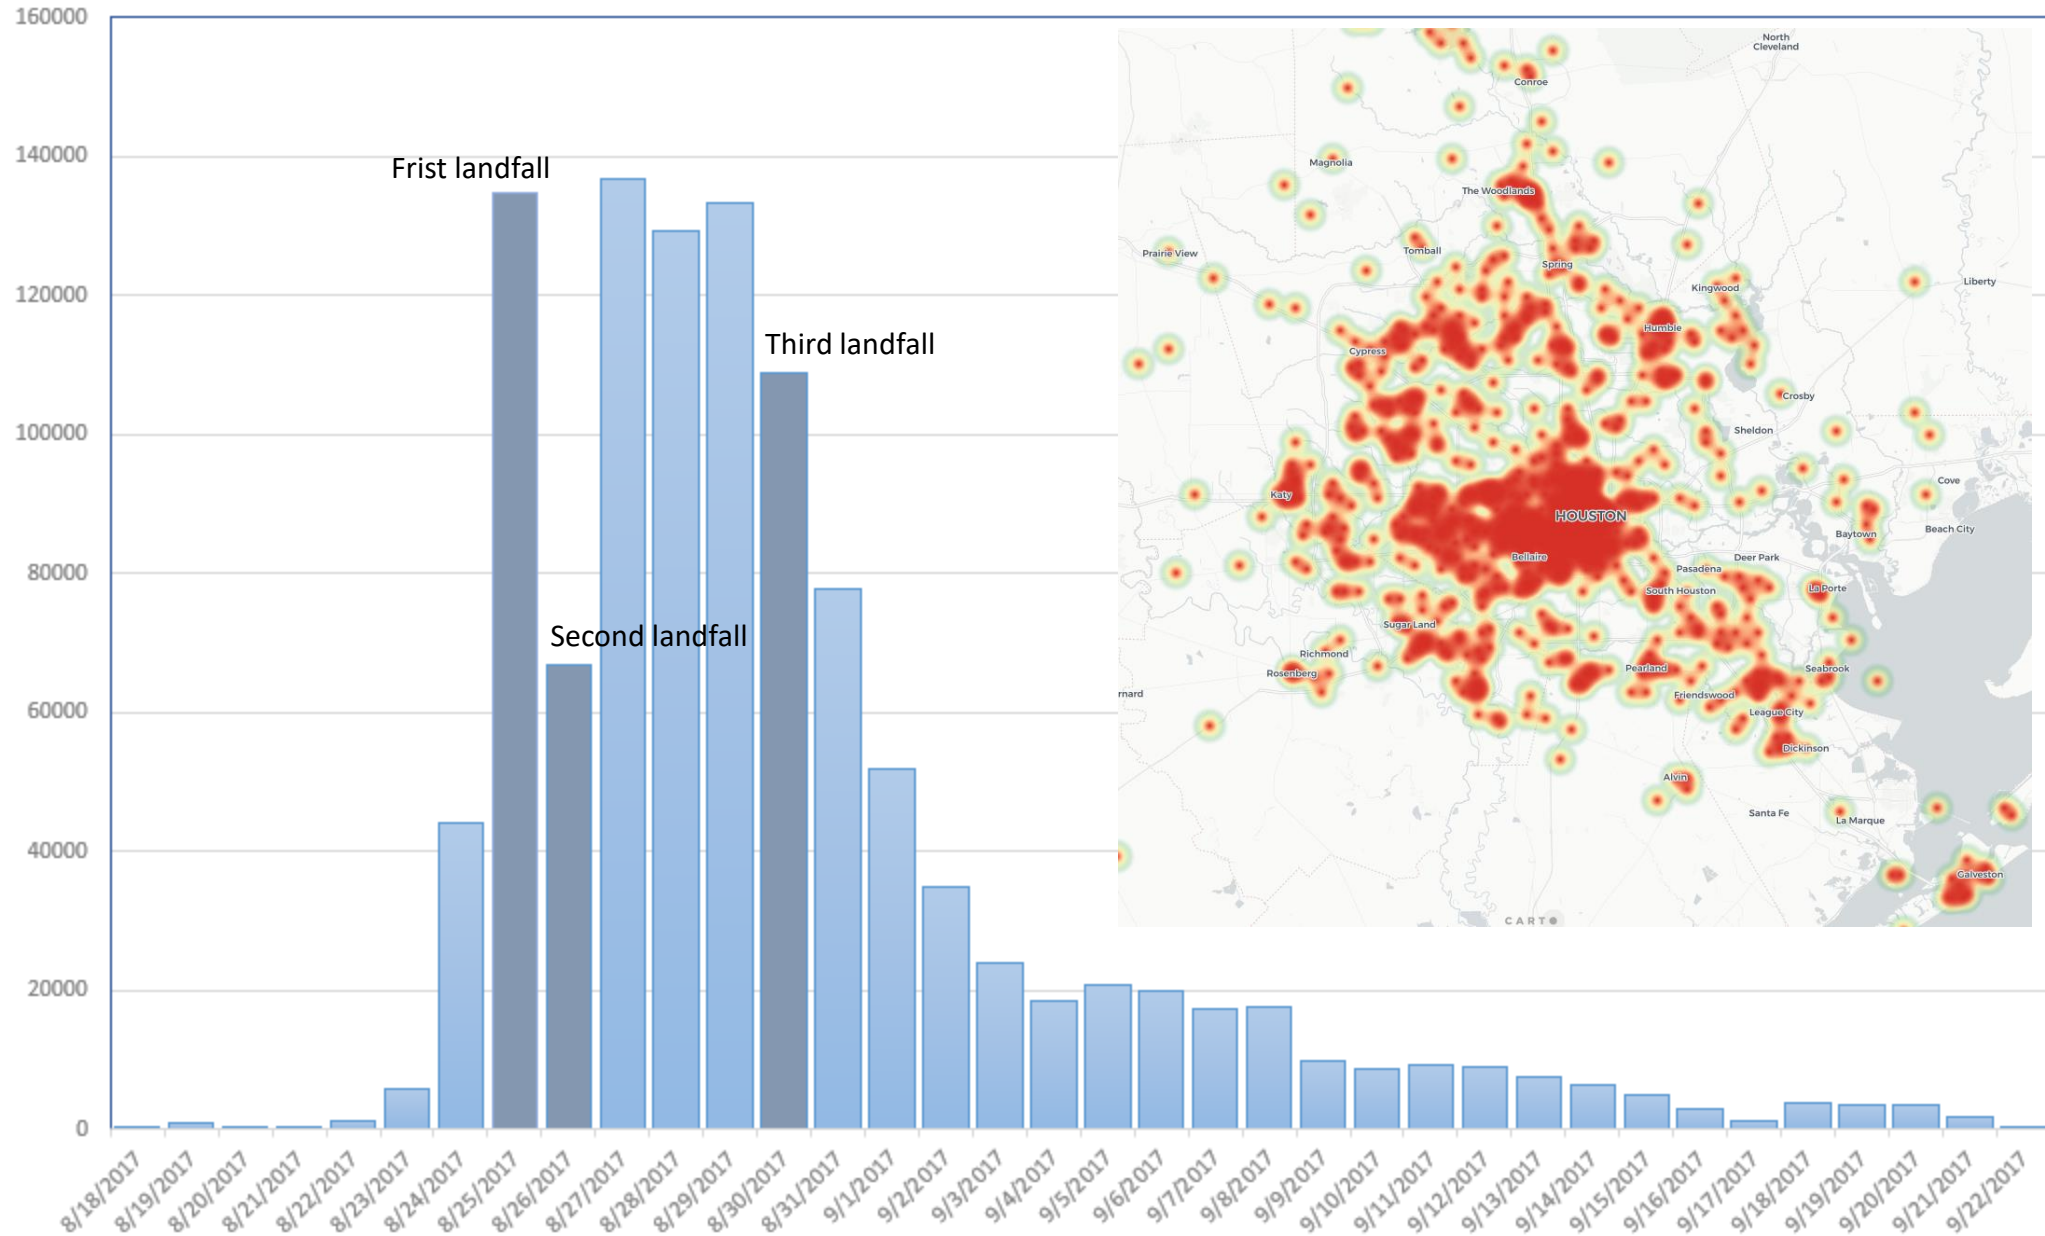 160000
140000
120000
100000
80000
60000
40000
20000
0
Frist landfall
Second landfall
Third landfall
8/18/2017
8/19/2017
8/20/2017
8/21/2017
8/22/2017
8/23/2017
8/24/2017
8/25/2017
8/26/2017
8/27/2017
8/28/2017
8/29/2017
8/30/2017
8/31/2017
9/1/2017
9/2/2017
9/3/2017
9/4/2017
9/5/2017
9/6/2017
9/7/2017
9/8/2017
9/9/2017
9/10/2017
9/11/2017
9/12/2017
9/13/2017
9/14/2017
9/15/2017
9/16/2017
9/17/2017
9/18/2017
9/19/2017
9/20/2017
9/21/2017
9/22/2017
North
Cleveland
Conroe
Magnolia
The Woodlands
Prairie View
Tomball
Spring
Kingwood
Liberty
Humble
Cypress
Crosby
Sheldon
Katy
HOUSTON
Cove
Beach City
Baytown
Bellaire
Deer Park
Pasadena
South Houston
La Porte
Sugar Land
Richmond
Rosenberg
Pearland
Seabrook
rnard
Friendswood
League City
Dickinson
Alvin
Santa Fe
La Marque
Galveston
CARTO